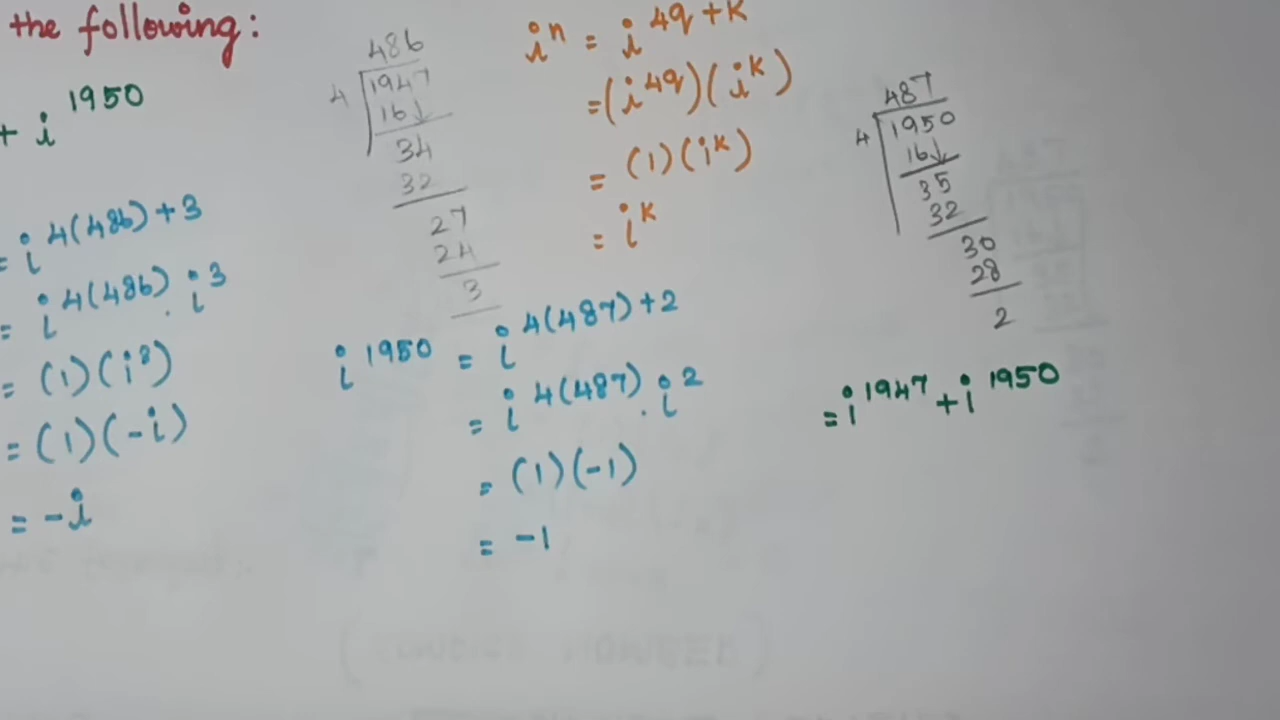 the following:
+ i^1950
= i^4(486)+3
= i^4(486) . i^3
= (1)(i^3)
= (1)(-i)
= -i
486
4 1947
16↓
34
32
27
24
3
i^n = i^4q+k
=(i^4q)(i^k)
= (1)(i^k)
= i^k
487
4 1950
16↓
35
32
30
28
2
i^1950 = i^4(487)+2
= i^4(487) . i^2
= (1)(-1)
= -1
= i^1947 + i^1950